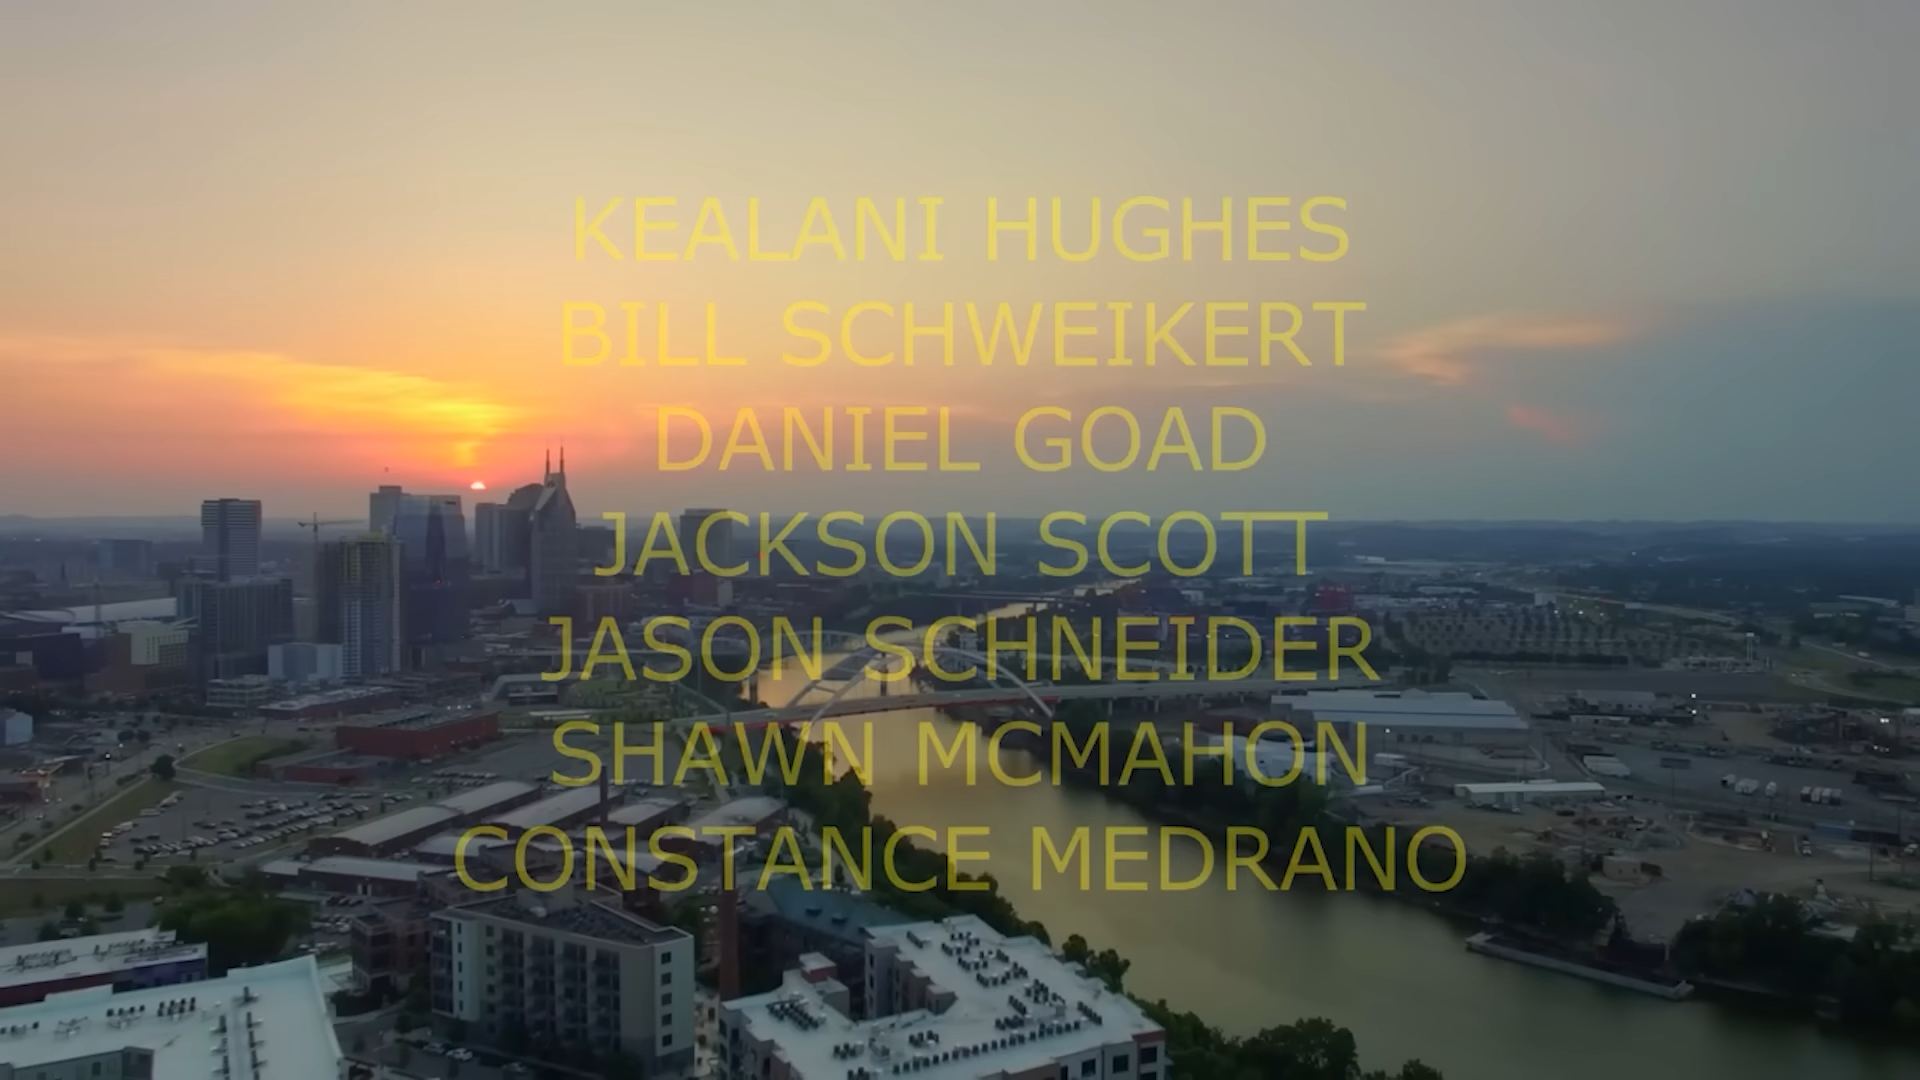 KEALANI HUGHES
BILL SCHWEIKERT
DANIEL GOAD
JACKSON SCOTT
JASON SCHNEIDER
SHAWN MCMAHON
CONSTANCE MEDRANO